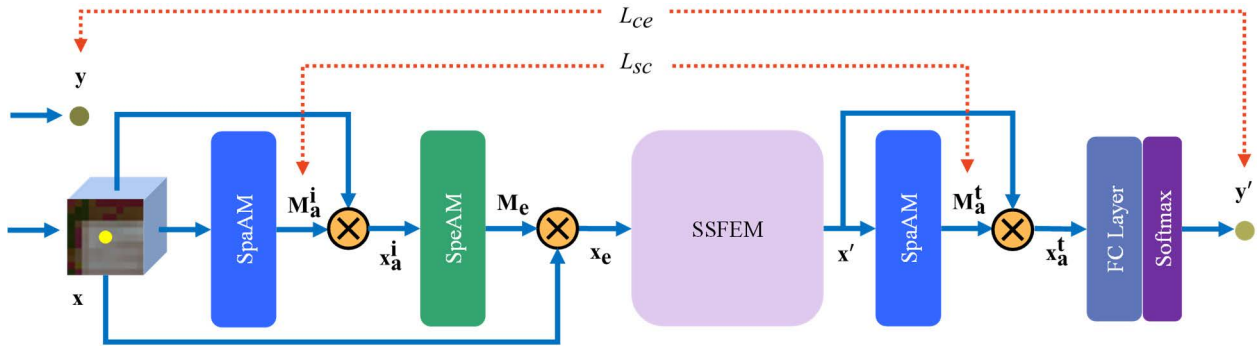 L_ce
L_sc
y
x
SpaAM
M_a^i
x_a^i
SpeAM
M_e
x_e
SSFEM
x′
SpaAM
M_a^t
x_a^t
FC Layer
Softmax
y′